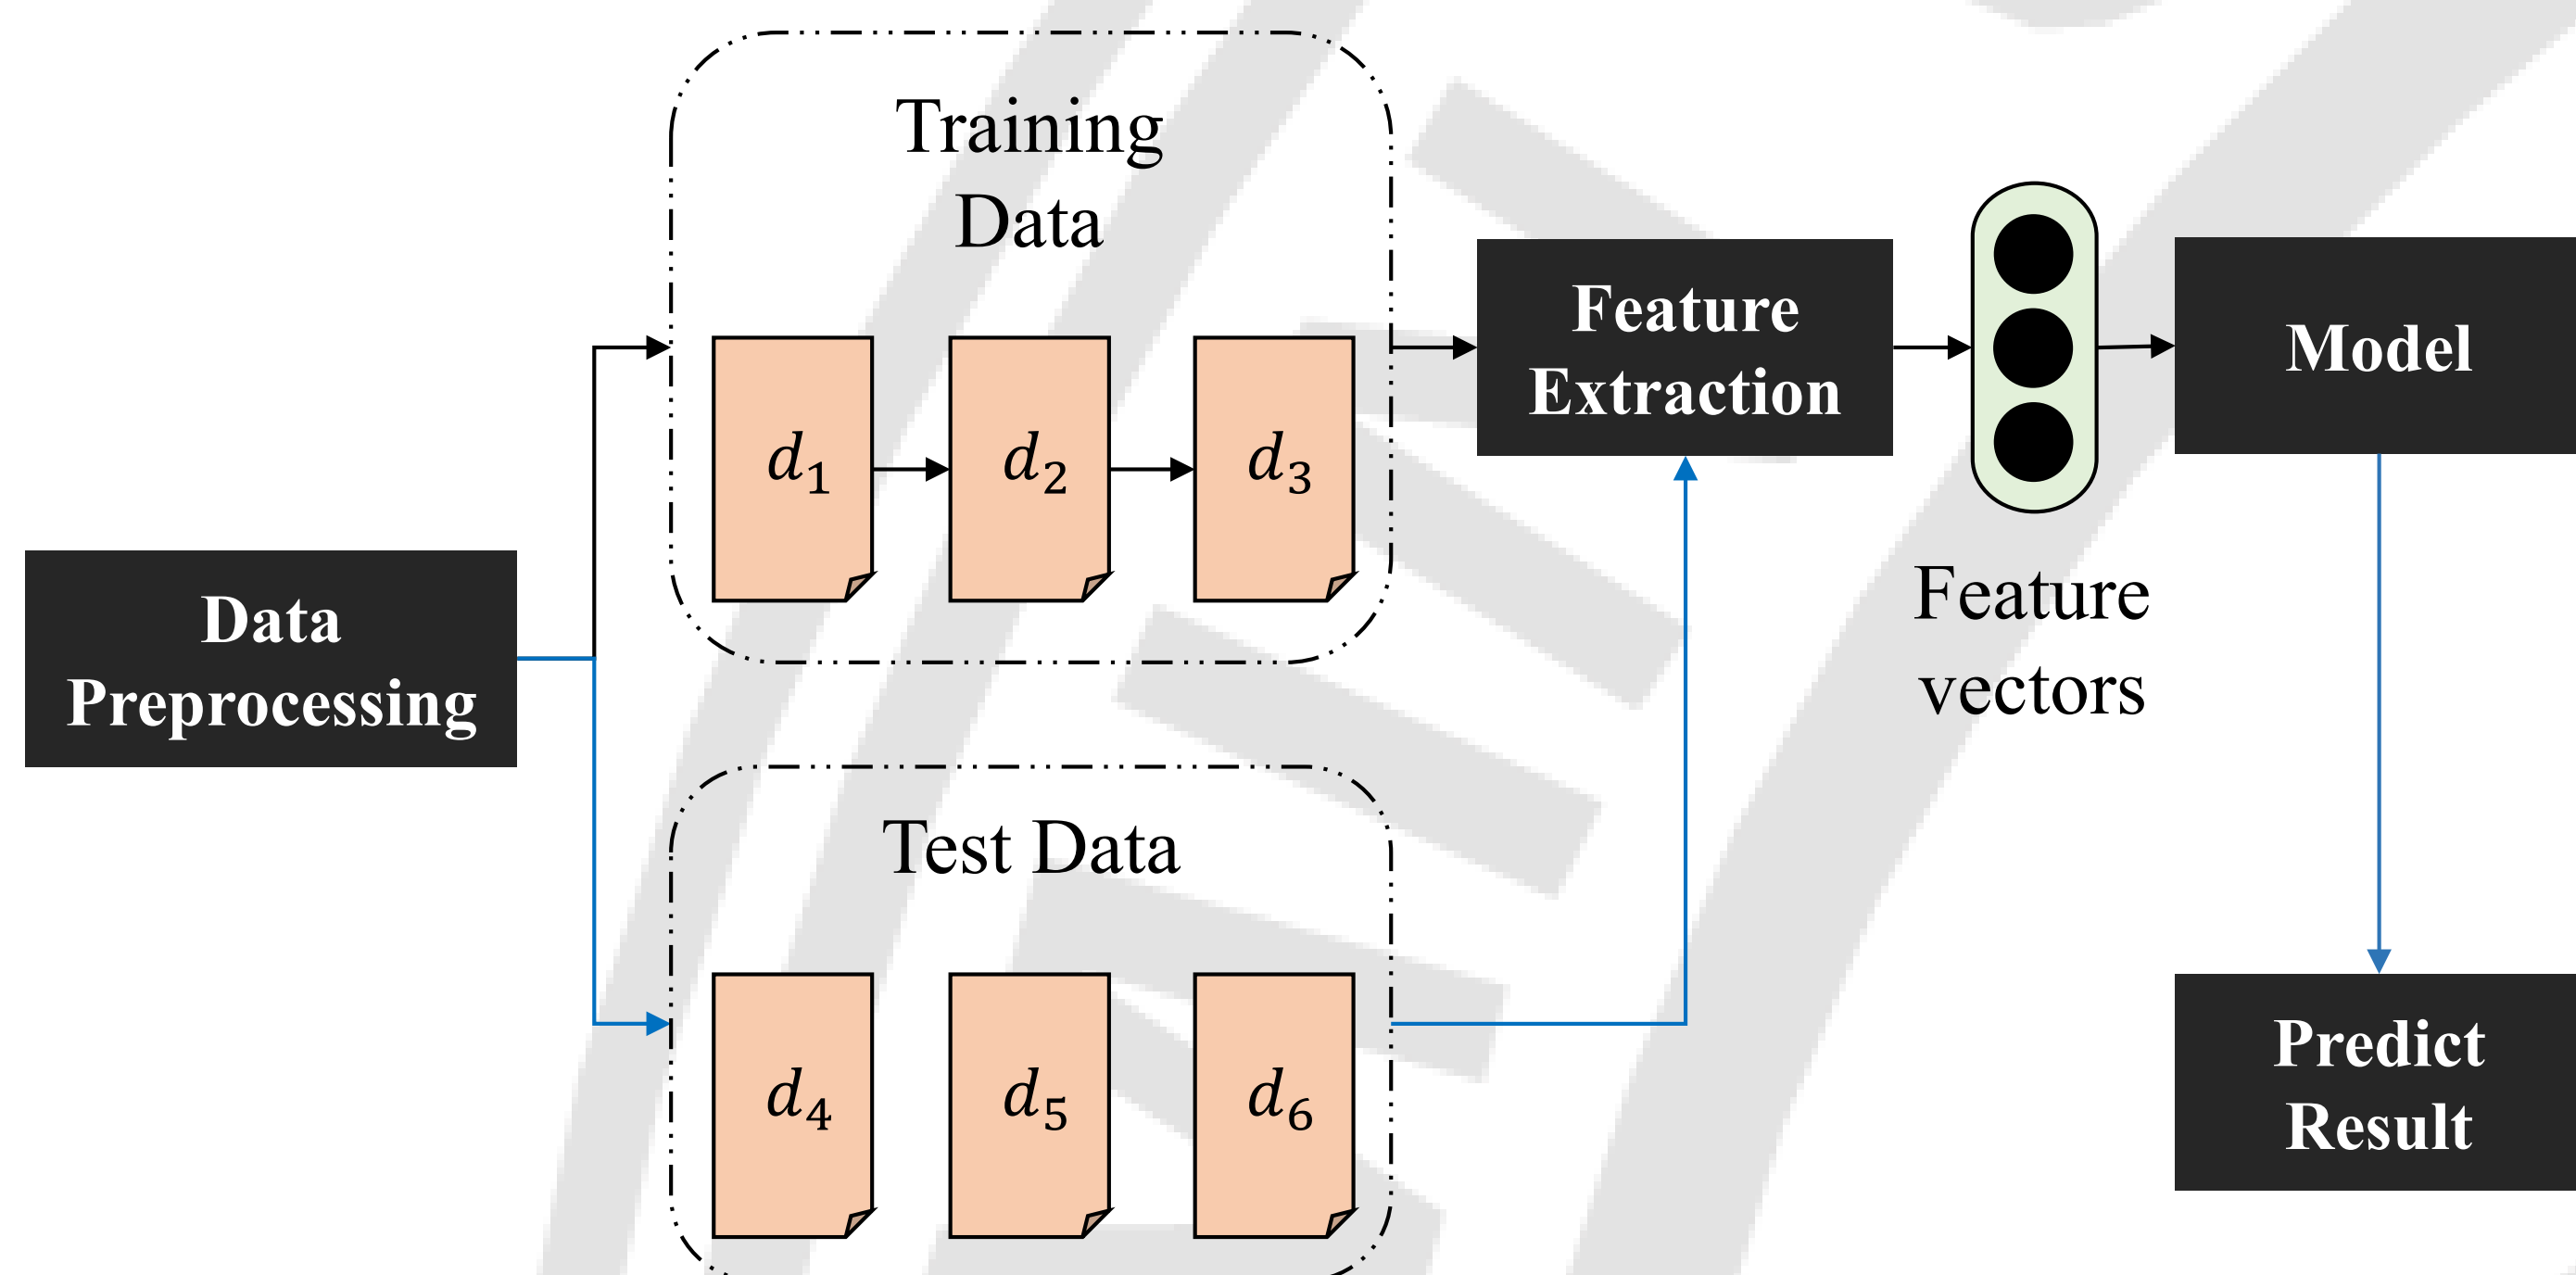 Training
Data
d₁
d₂
d₃
Feature
Extraction
Model
Feature
vectors
Data
Preprocessing
Test Data
d₄
d₅
d₆
Predict
Result